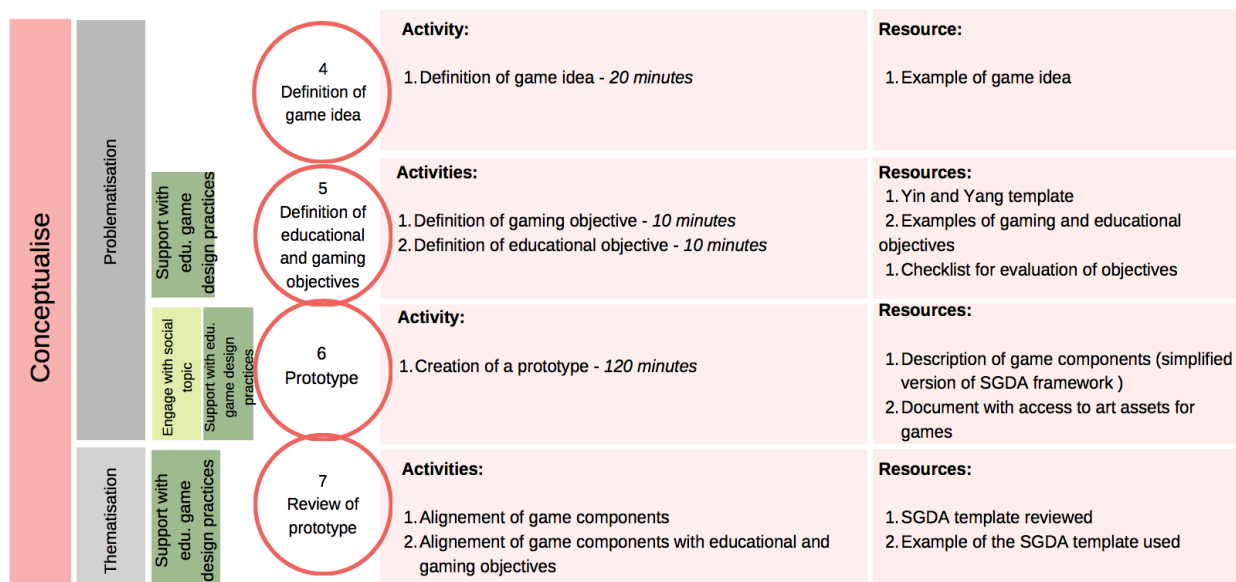 Conceptualise
Problematisation
4
Definition of
game idea
Activity:
1. Definition of game idea - 20 minutes
Resource:
1. Example of game idea
Support with
edu. game
design practices
5
Definition of
educational
and gaming
objectives
Activities:
1. Definition of gaming objective - 10 minutes
2. Definition of educational objective - 10 minutes
Resources:
1. Yin and Yang template
2. Examples of gaming and educational
objectives
1. Checklist for evaluation of objectives
Engage with social
topic
Support with edu.
game design
practices
6
Prototype
Activity:
1. Creation of a prototype - 120 minutes
Resources:
1. Description of game components (simplified
version of SGDA framework )
2. Document with access to art assets for
games
Thematisation
Support with
edu. game
design practices
7
Review of
prototype
Activities:
1. Alignement of game components
2. Alignement of game components with educational and
gaming objectives
Resources:
1. SGDA template reviewed
2. Example of the SGDA template used